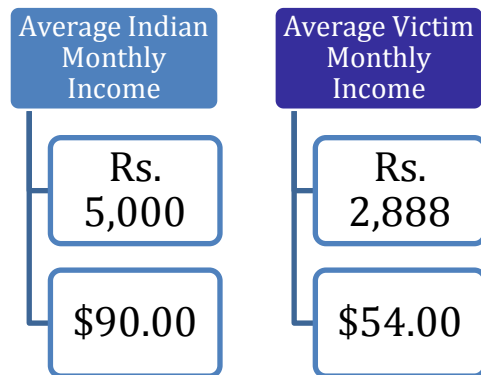 Average Indian
Monthly
Income
Rs.
5,000
$90.00
Average Victim
Monthly
Income
Rs.
2,888
$54.00